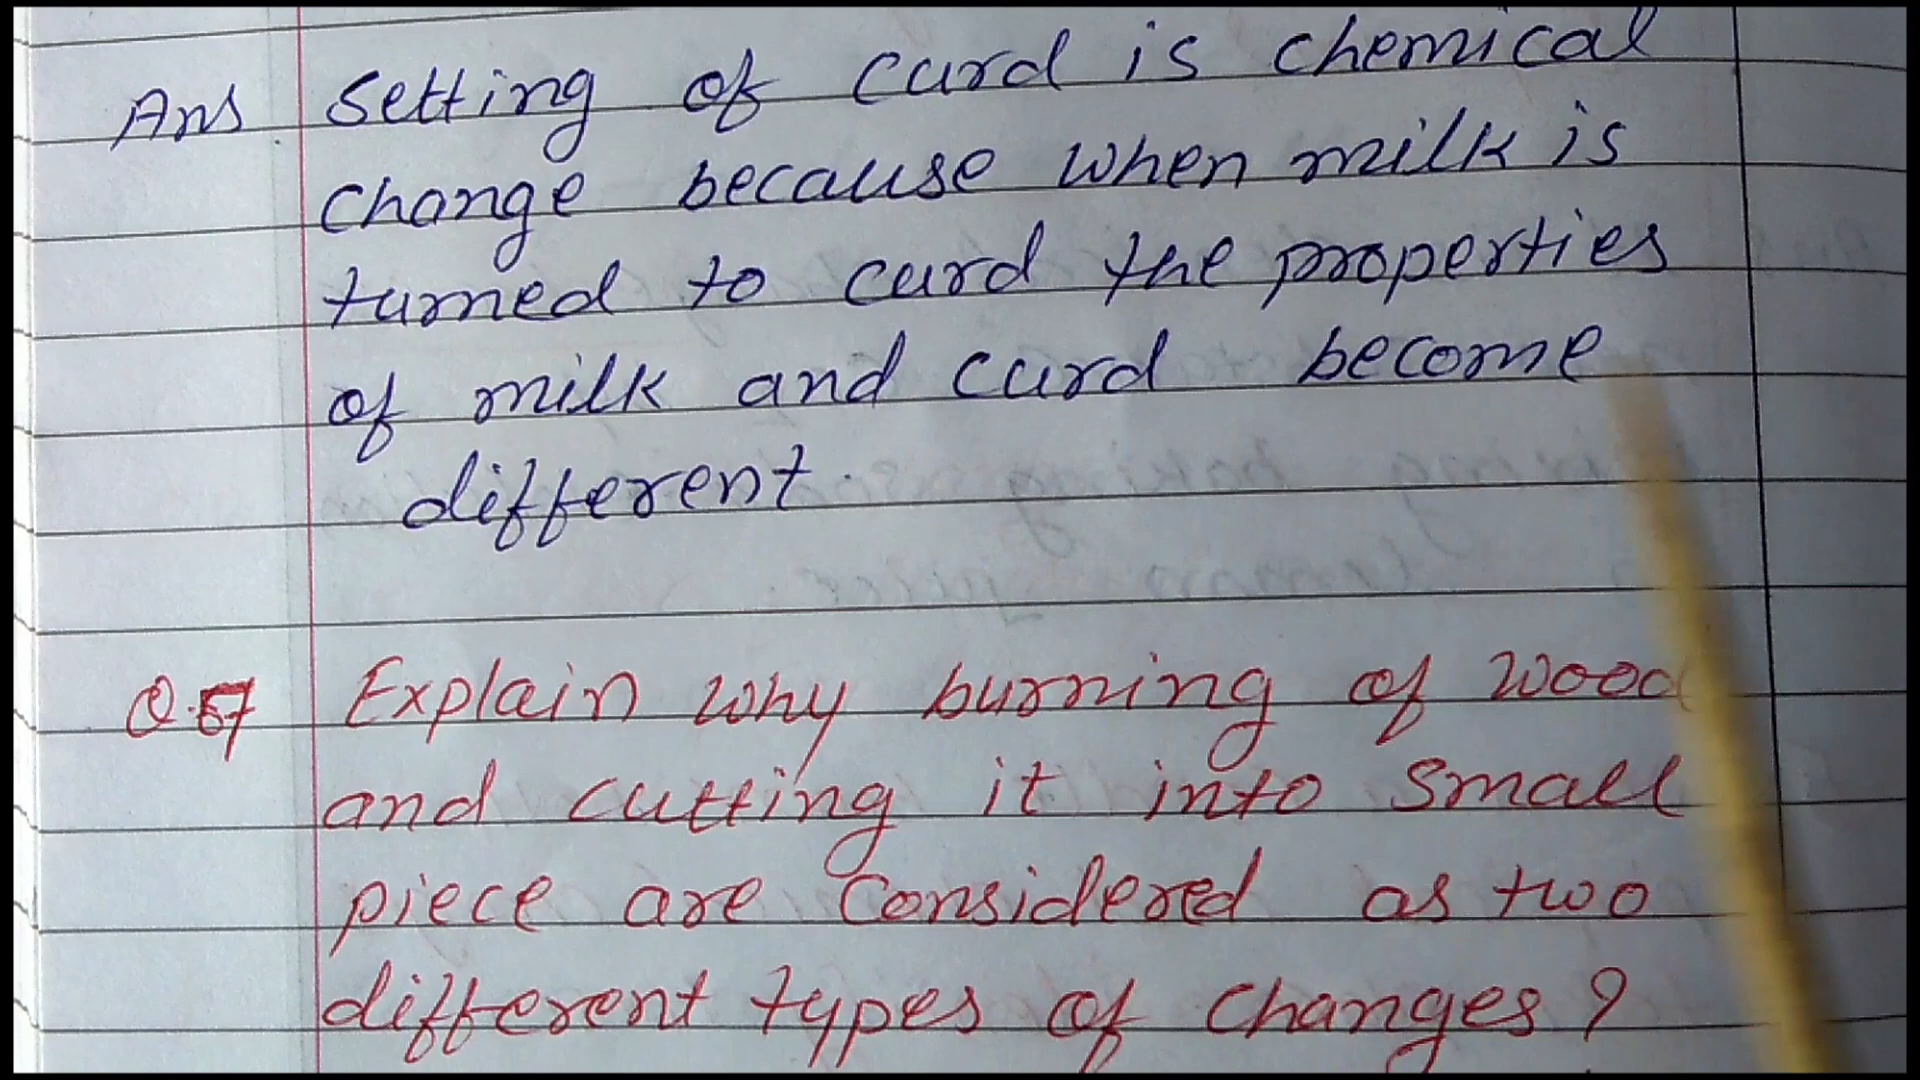 Ans Setting of curd is chemical
change because when milk is
turned to curd the properties
of milk and curd become
different.
Q.57 Explain why burning of wood
and cutting it into small
piece are considered as two
different types of changes?